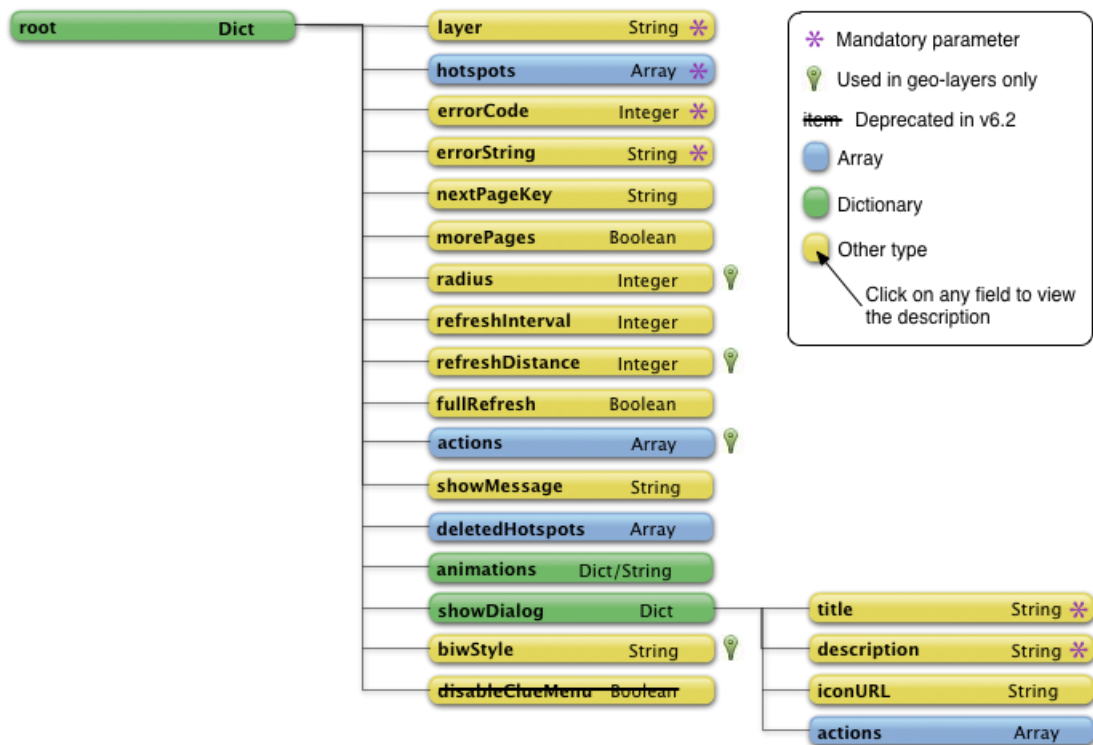 root Dict
layer String
hotspots Array
errorCode Integer
errorString String
nextPageKey String
morePages Boolean
radius Integer
refreshInterval Integer
refreshDistance Integer
fullRefresh Boolean
actions Array
showMessage String
deletedHotspots Array
animations Dict/String
showDialog Dict
biwStyle String
disableClueMenu Boolean
title String
description String
iconURL String
actions Array
Mandatory parameter
Used in geo-layers only
item Deprecated in v6.2
Array
Dictionary
Other type
Click on any field to view
the description